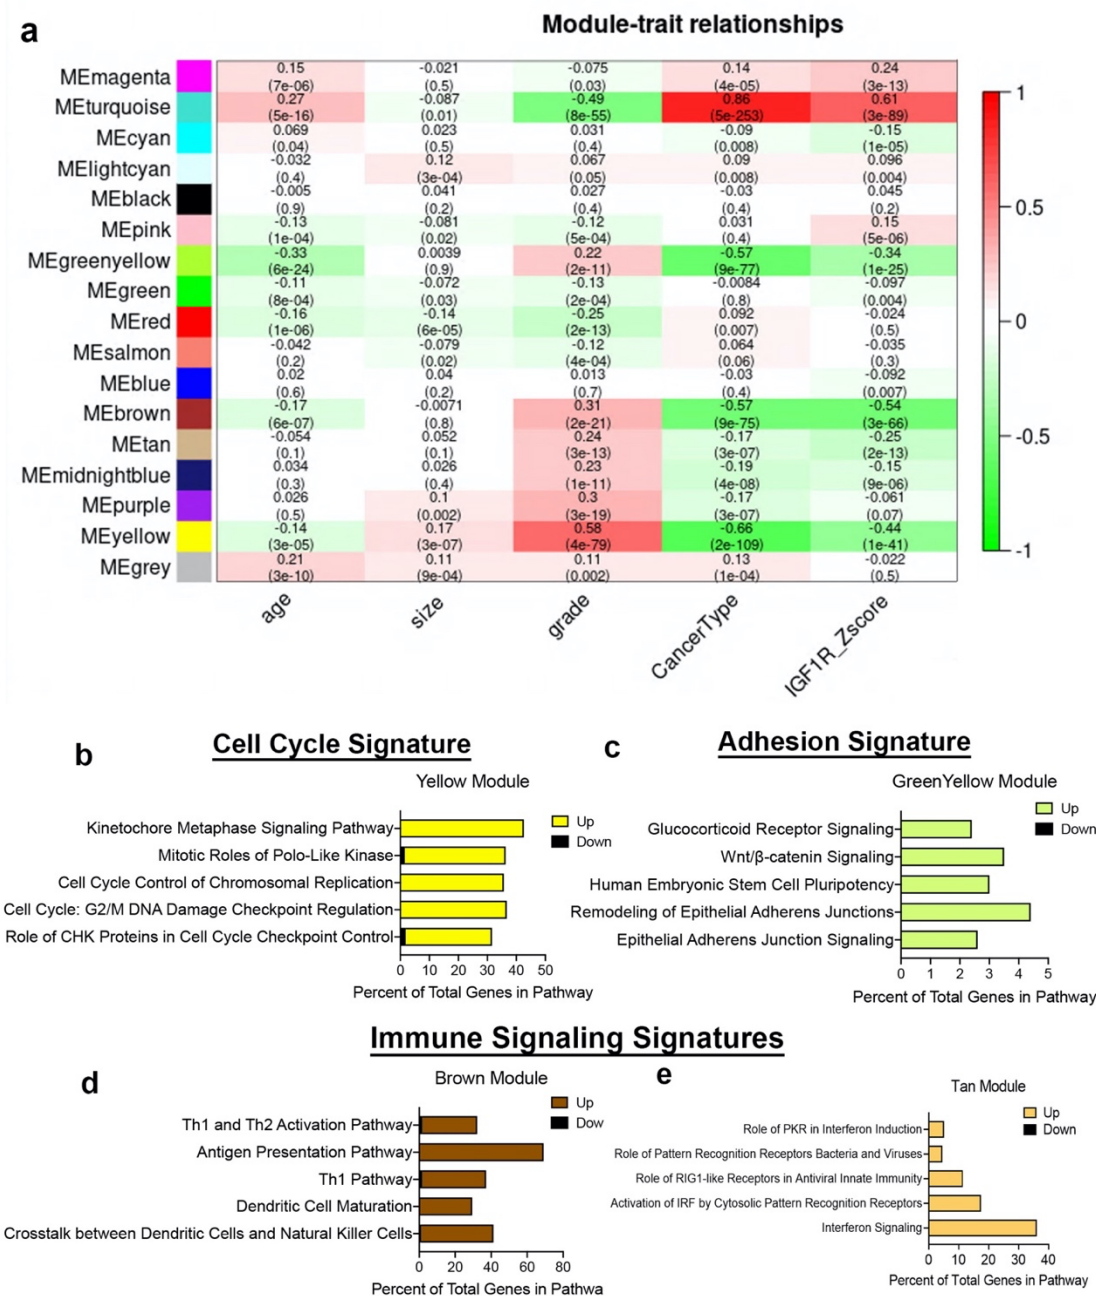 a
Module-trait relationships
MEmagenta
0.15 -0.021 -0.075 0.14 0.24
(7e-06) (0.5) (0.03) (4e-05) (3e-13)
MEturquoise
0.27 -0.087 -0.49 0.86 0.61
(5e-16) (0.01) (8e-55) (5e-253) (3e-89)
MEcyan
0.069 0.023 0.031 -0.09 -0.15
(0.04) (0.5) (0.4) (0.008) (1e-05)
MElightcyan
-0.032 0.12 0.067 0.09 0.096
(0.4) (3e-04) (0.05) (0.008) (0.004)
MEblack
-0.005 0.041 0.027 -0.03 0.045
(0.9) (0.2) (0.4) (0.4) (0.2)
MEpink
-0.13 -0.081 -0.12 0.031 0.15
(1e-04) (0.02) (5e-04) (0.4) (5e-06)
MEgreenyellow
-0.33 0.0039 0.22 -0.57 -0.34
(6e-24) (0.9) (2e-11) (9e-77) (1e-25)
MEgreen
-0.11 -0.072 -0.13 -0.0084 -0.097
(8e-04) (0.03) (2e-04) (0.8) (0.004)
MEred
-0.16 -0.14 -0.25 0.092 -0.024
(1e-06) (6e-05) (2e-13) (0.007) (0.5)
MEsalmon
-0.042 -0.079 -0.12 0.064 -0.035
(0.2) (0.02) (4e-04) (0.06) (0.3)
MEblue
0.02 0.04 0.013 -0.03 -0.092
(0.6) (0.2) (0.7) (0.4) (0.007)
MEbrown
-0.17 -0.0071 0.31 -0.57 -0.54
(6e-07) (0.8) (2e-21) (9e-75) (3e-66)
MEtan
-0.054 0.052 0.24 -0.17 -0.25
(0.1) (0.1) (3e-13) (3e-07) (2e-13)
MEmidnightblue
0.034 0.026 0.23 -0.19 -0.15
(0.3) (0.4) (1e-11) (4e-08) (9e-06)
MEpurple
0.026 0.1 0.3 -0.17 -0.061
(0.5) (0.002) (3e-19) (3e-07) (0.07)
MEyellow
-0.14 0.17 0.58 -0.66 -0.44
(3e-05) (3e-07) (4e-79) (2e-109) (1e-41)
MEgrey
0.21 0.11 0.11 0.13 -0.022
(3e-10) (9e-04) (0.002) (1e-04) (0.5)
age size grade CancerType IGF1R_Zscore
1
0.5
0
-0.5
-1
b
Cell Cycle Signature
Yellow Module
Up
Down
Kinetochore Metaphase Signaling Pathway
Mitotic Roles of Polo-Like Kinase
Cell Cycle Control of Chromosomal Replication
Cell Cycle: G2/M DNA Damage Checkpoint Regulation
Role of CHK Proteins in Cell Cycle Checkpoint Control
0 10 20 30 40 50
Percent of Total Genes in Pathway
c
Adhesion Signature
GreenYellow Module
Up
Down
Glucocorticoid Receptor Signaling
Wnt/β-catenin Signaling
Human Embryonic Stem Cell Pluripotency
Remodeling of Epithelial Adherens Junctions
Epithelial Adherens Junction Signaling
0 1 2 3 4 5
Percent of Total Genes in Pathway
Immune Signaling Signatures
d
Brown Module
Up
Dow
Th1 and Th2 Activation Pathway
Antigen Presentation Pathway
Th1 Pathway
Dendritic Cell Maturation
Crosstalk between Dendritic Cells and Natural Killer Cells
0 20 40 60 80
Percent of Total Genes in Pathwa
e
Tan Module
Up
Down
Role of PKR in Interferon Induction
Role of Pattern Recognition Receptors Bacteria and Viruses
Role of RIG1-like Receptors in Antiviral Innate Immunity
Activation of IRF by Cytosolic Pattern Recognition Receptors
Interferon Signaling
0 10 20 30 40
Percent of Total Genes in Pathway